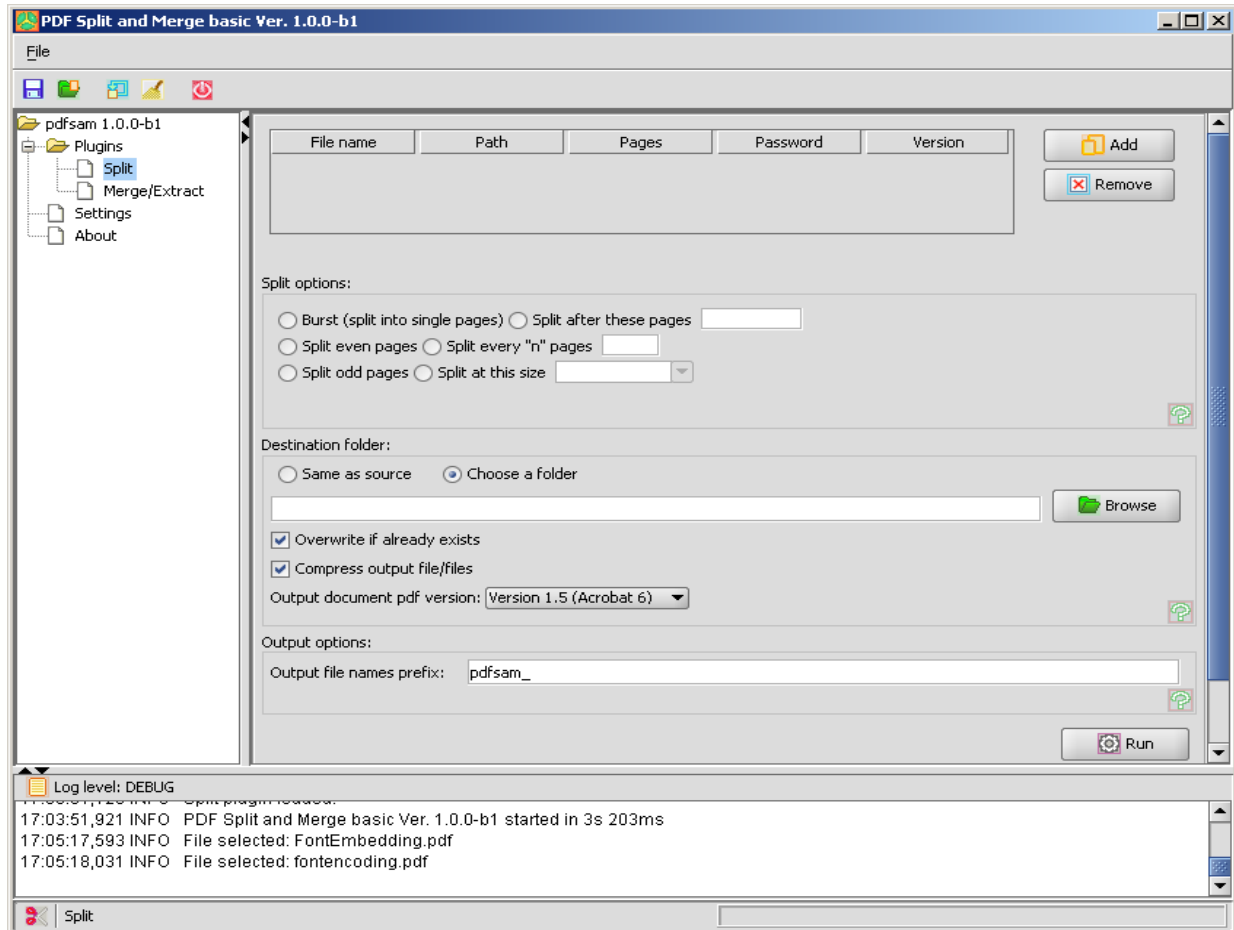 PDF Split and Merge basic Ver. 1.0.0-b1
File
pdfsam 1.0.0-b1
Plugins
Split
Merge/Extract
Settings
About
File name Path Pages Password Version
Add
Remove
Split options:
Burst (split into single pages) Split after these pages
Split even pages Split every "n" pages
Split odd pages Split at this size
Destination folder:
Same as source Choose a folder
Browse
Overwrite if already exists
Compress output file/files
Output document pdf version: Version 1.5 (Acrobat 6)
Output options:
Output file names prefix: pdfsam_
Run
Log level: DEBUG
INFO Split plugin loaded.
17:03:51,921 INFO PDF Split and Merge basic Ver. 1.0.0-b1 started in 3s 203ms
17:05:17,593 INFO File selected: FontEmbedding.pdf
17:05:18,031 INFO File selected: fontencoding.pdf
Split